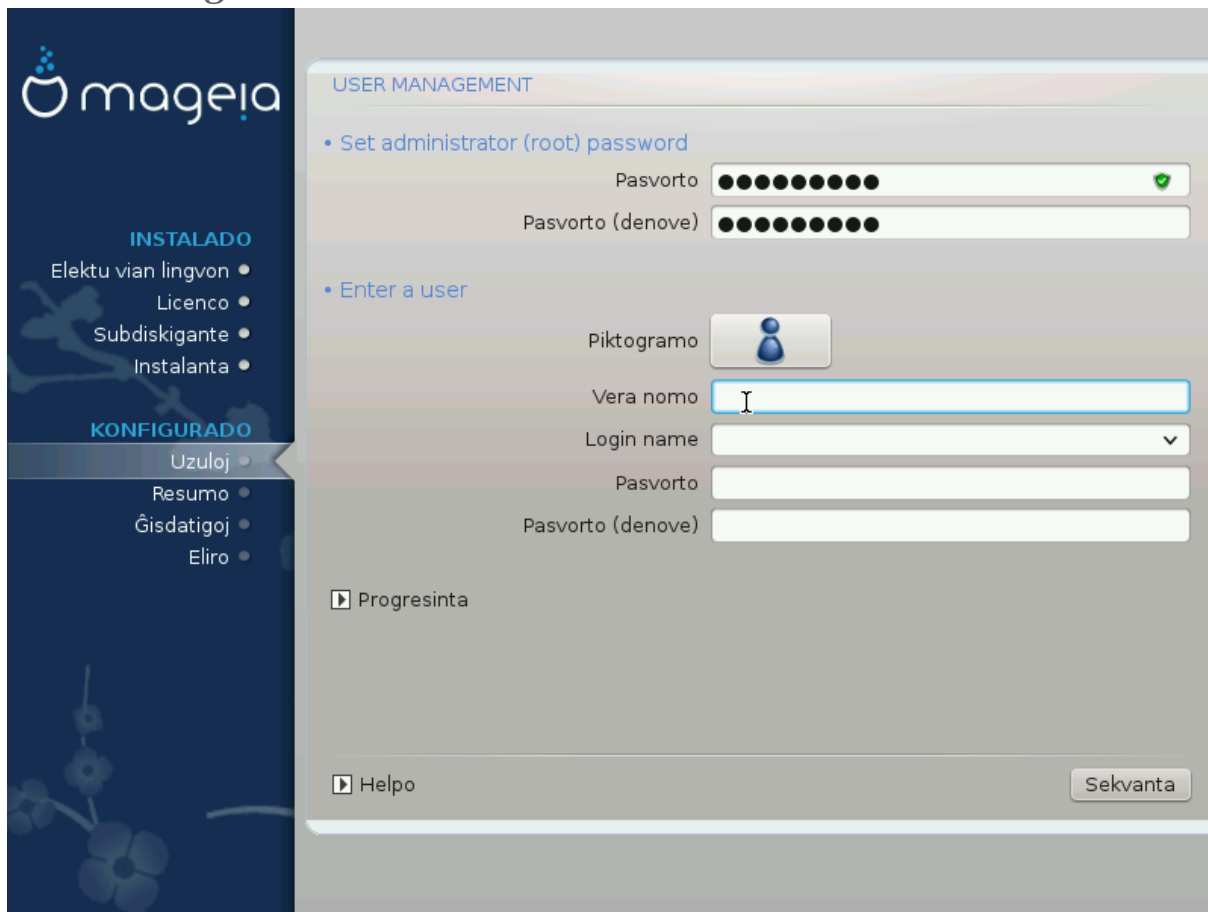 mageia
INSTALADO
Elektu vian lingvon
Licenco
Subdiskigante
Instalanta
KONFIGURADO
Uzuloj
Resumo
Ĝisdatigoj
Eliro
USER MANAGEMENT
• Set administrator (root) password
Pasvorto
Pasvorto (denove)
• Enter a user
Piktogramo
Vera nomo
Login name
Pasvorto
Pasvorto (denove)
Progresinta
Helpo
Sekvanta